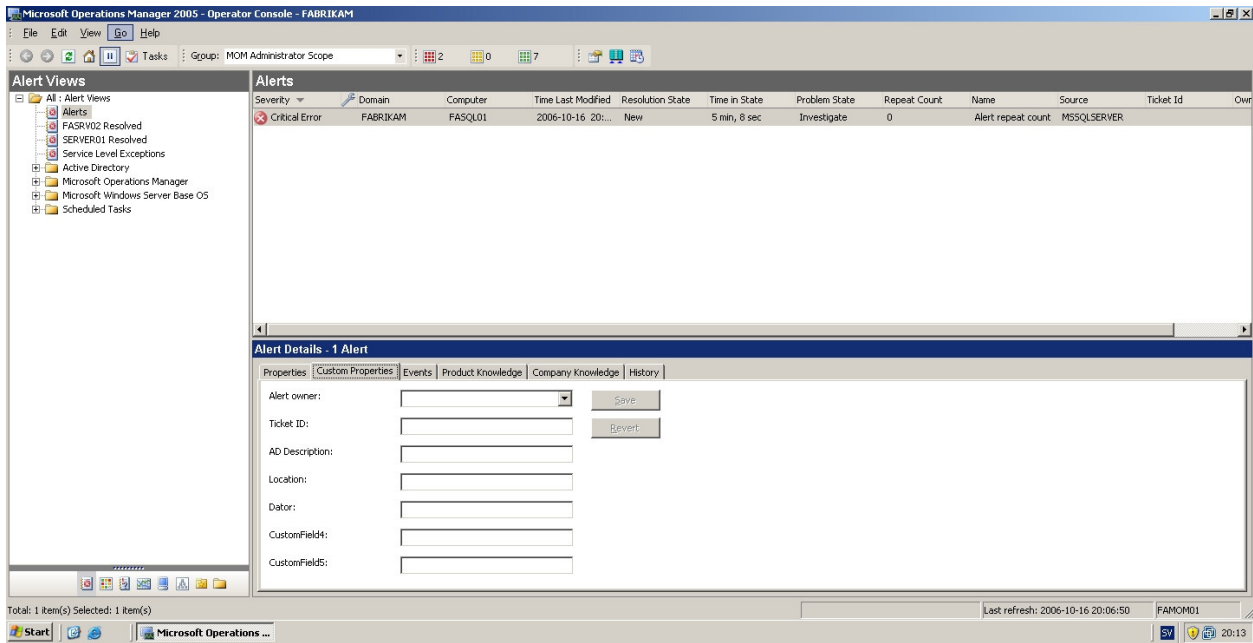 Microsoft Operations Manager 2005 - Operator Console - FABRIKAM
File Edit View Go Help
Tasks Group: MOM Administrator Scope 2 0 7
Alert Views
All : Alert Views
Alerts
FASRV02 Resolved
SERVER01 Resolved
Service Level Exceptions
Active Directory
Microsoft Operations Manager
Microsoft Windows Server Base OS
Scheduled Tasks
Alerts
Severity Domain Computer Time Last Modified Resolution State Time in State Problem State Repeat Count Name Source Ticket Id Owr
Critical Error FABRIKAM FASQL01 2006-10-16 20:... New 5 min, 8 sec Investigate 0 Alert repeat count MSSQLSERVER
Alert Details - 1 Alert
Properties Custom Properties Events Product Knowledge Company Knowledge History
Alert owner: Save
Ticket ID: Revert
AD Description:
Location:
Dator:
CustomField4:
CustomField5:
Total: 1 item(s) Selected: 1 item(s) Last refresh: 2006-10-16 20:06:50 FAMOM01
Start Microsoft Operations ... SV 20:13